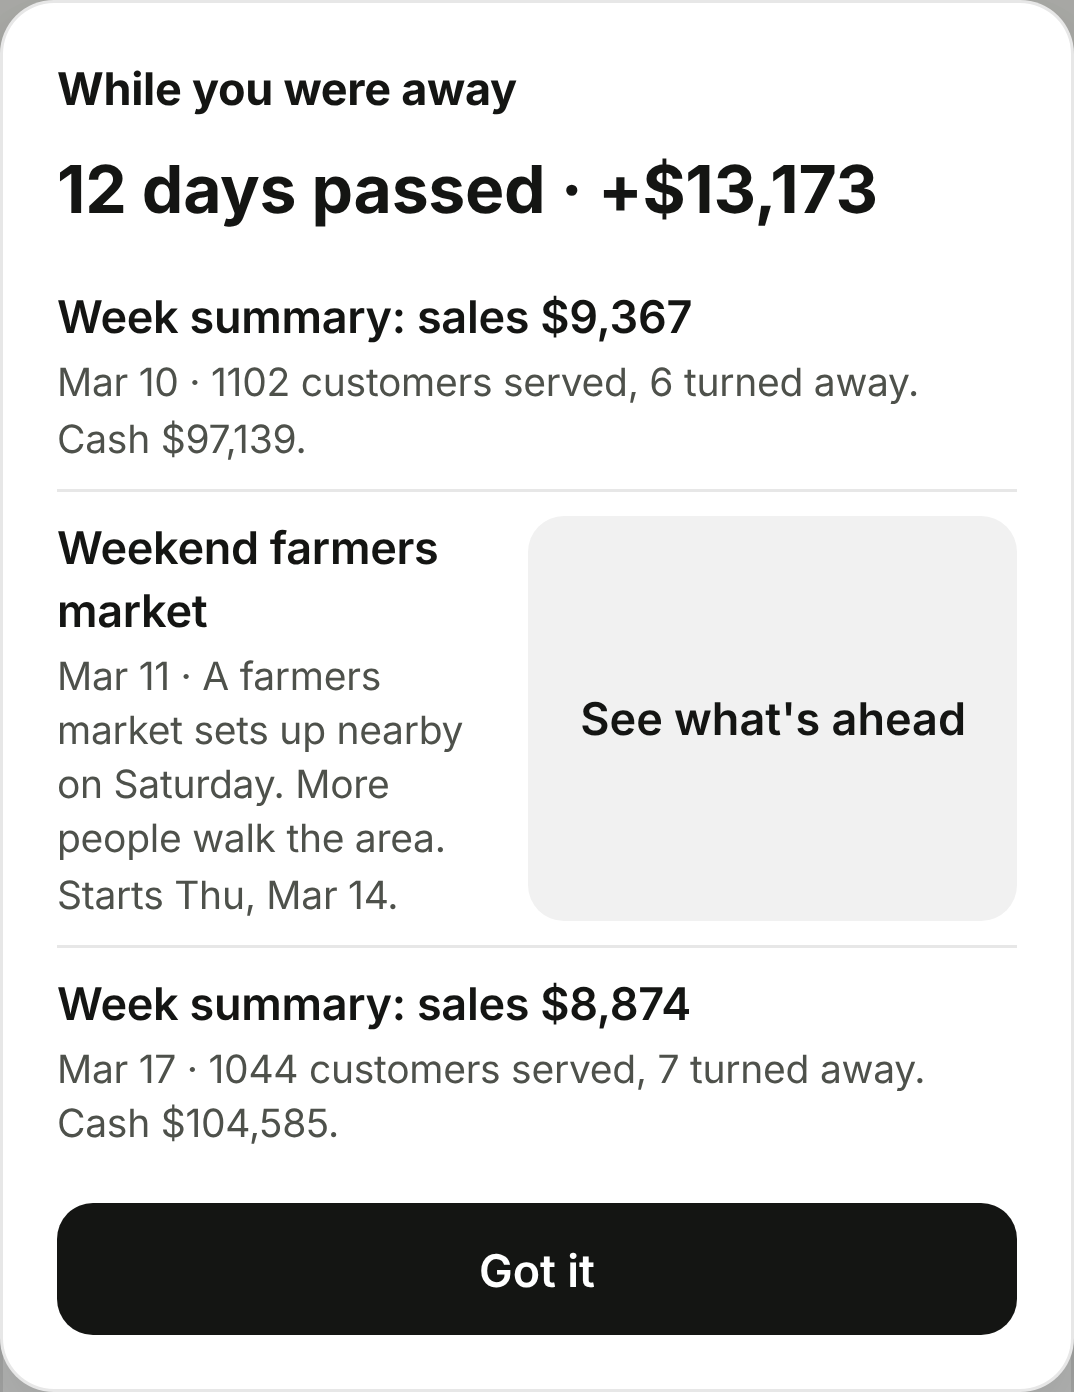 While you were away
12 days passed · +$13,173
Week summary: sales $9,367
Mar 10 · 1102 customers served, 6 turned away.
Cash $97,139.
Weekend farmers
market
Mar 11 · A farmers
market sets up nearby
on Saturday. More
people walk the area.
Starts Thu, Mar 14.
See what's ahead
Week summary: sales $8,874
Mar 17 · 1044 customers served, 7 turned away.
Cash $104,585.
Got it